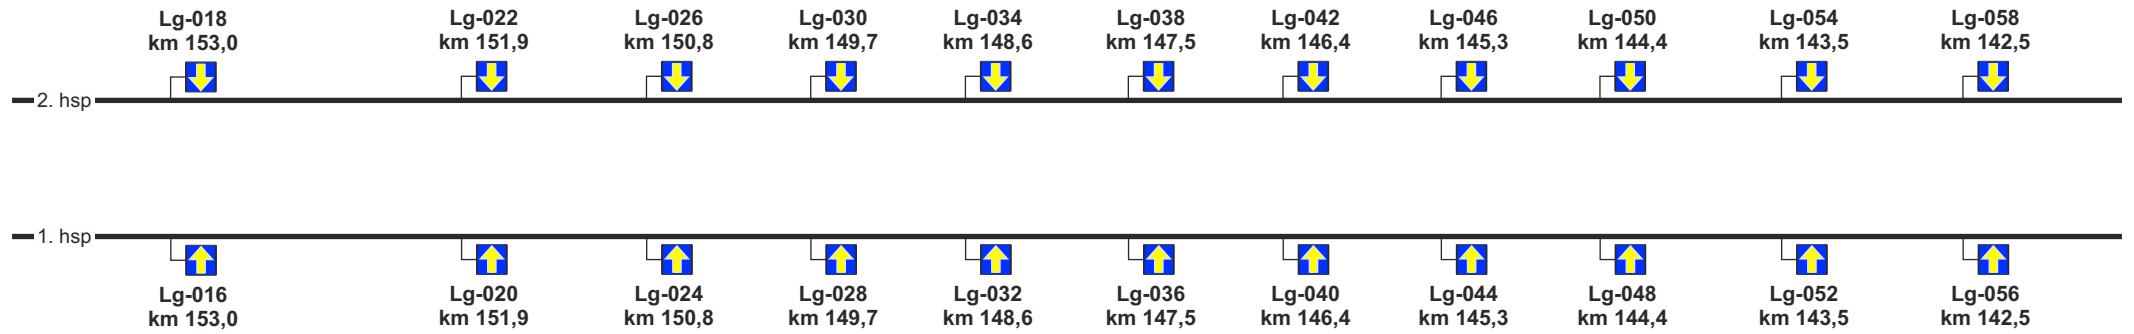 Lg-018
km 153,0
Lg-022
km 151,9
Lg-026
km 150,8
Lg-030
km 149,7
Lg-034
km 148,6
Lg-038
km 147,5
Lg-042
km 146,4
Lg-046
km 145,3
Lg-050
km 144,4
Lg-054
km 143,5
Lg-058
km 142,5
2. hsp
1. hsp
Lg-016
km 153,0
Lg-020
km 151,9
Lg-024
km 150,8
Lg-028
km 149,7
Lg-032
km 148,6
Lg-036
km 147,5
Lg-040
km 146,4
Lg-044
km 145,3
Lg-048
km 144,4
Lg-052
km 143,5
Lg-056
km 142,5